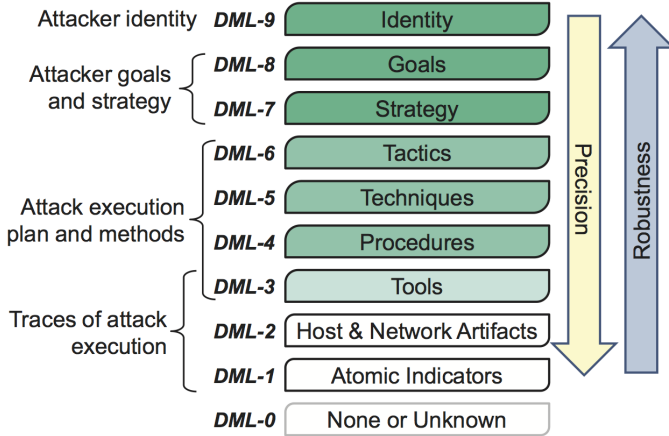 Attacker identity DML-9 Identity
Attacker goals
and strategy
DML-8 Goals
DML-7 Strategy
Attack execution
plan and methods
DML-6 Tactics
DML-5 Techniques
DML-4 Procedures
DML-3 Tools
Traces of attack
execution
DML-2 Host & Network Artifacts
DML-1 Atomic Indicators
DML-0 None or Unknown
Precision
Robustness